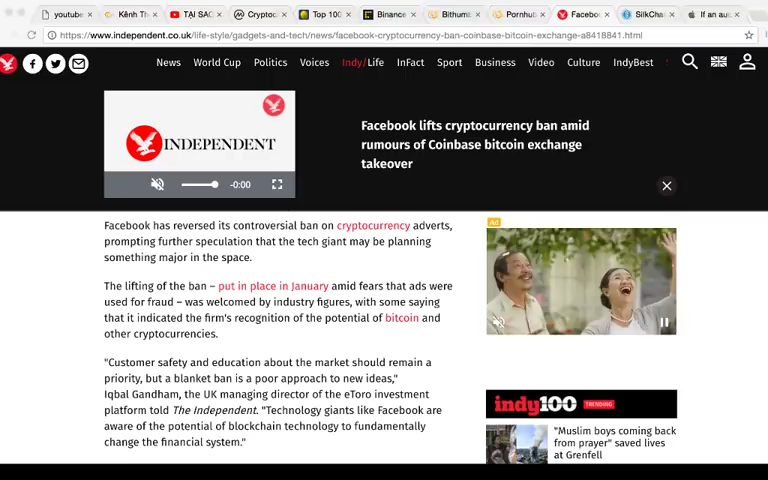 youtube
Kênh Th
TẠI SAO
Cryptoc
Top 100
Binance
Bithum
Pornhub
Facebo
SilkCha
If an au
https://www.independent.co.uk/life-style/gadgets-and-tech/news/facebook-cryptocurrency-ban-coinbase-bitcoin-exchange-a8418841.html
News World Cup Politics Voices Indy/Life InFact Sport Business Video Culture IndyBest
INDEPENDENT
-0:00
Facebook lifts cryptocurrency ban amid
rumours of Coinbase bitcoin exchange
takeover
Facebook has reversed its controversial ban on cryptocurrency adverts,
prompting further speculation that the tech giant may be planning
something major in the space.
The lifting of the ban – put in place in January amid fears that ads were
used for fraud – was welcomed by industry figures, with some saying
that it indicated the firm's recognition of the potential of bitcoin and
other cryptocurrencies.
"Customer safety and education about the market should remain a
priority, but a blanket ban is a poor approach to new ideas,"
Iqbal Gandham, the UK managing director of the eToro investment
platform told The Independent. "Technology giants like Facebook are
aware of the potential of blockchain technology to fundamentally
change the financial system."
Ad
indy100 TRENDING
"Muslim boys coming back
from prayer" saved lives
at Grenfell